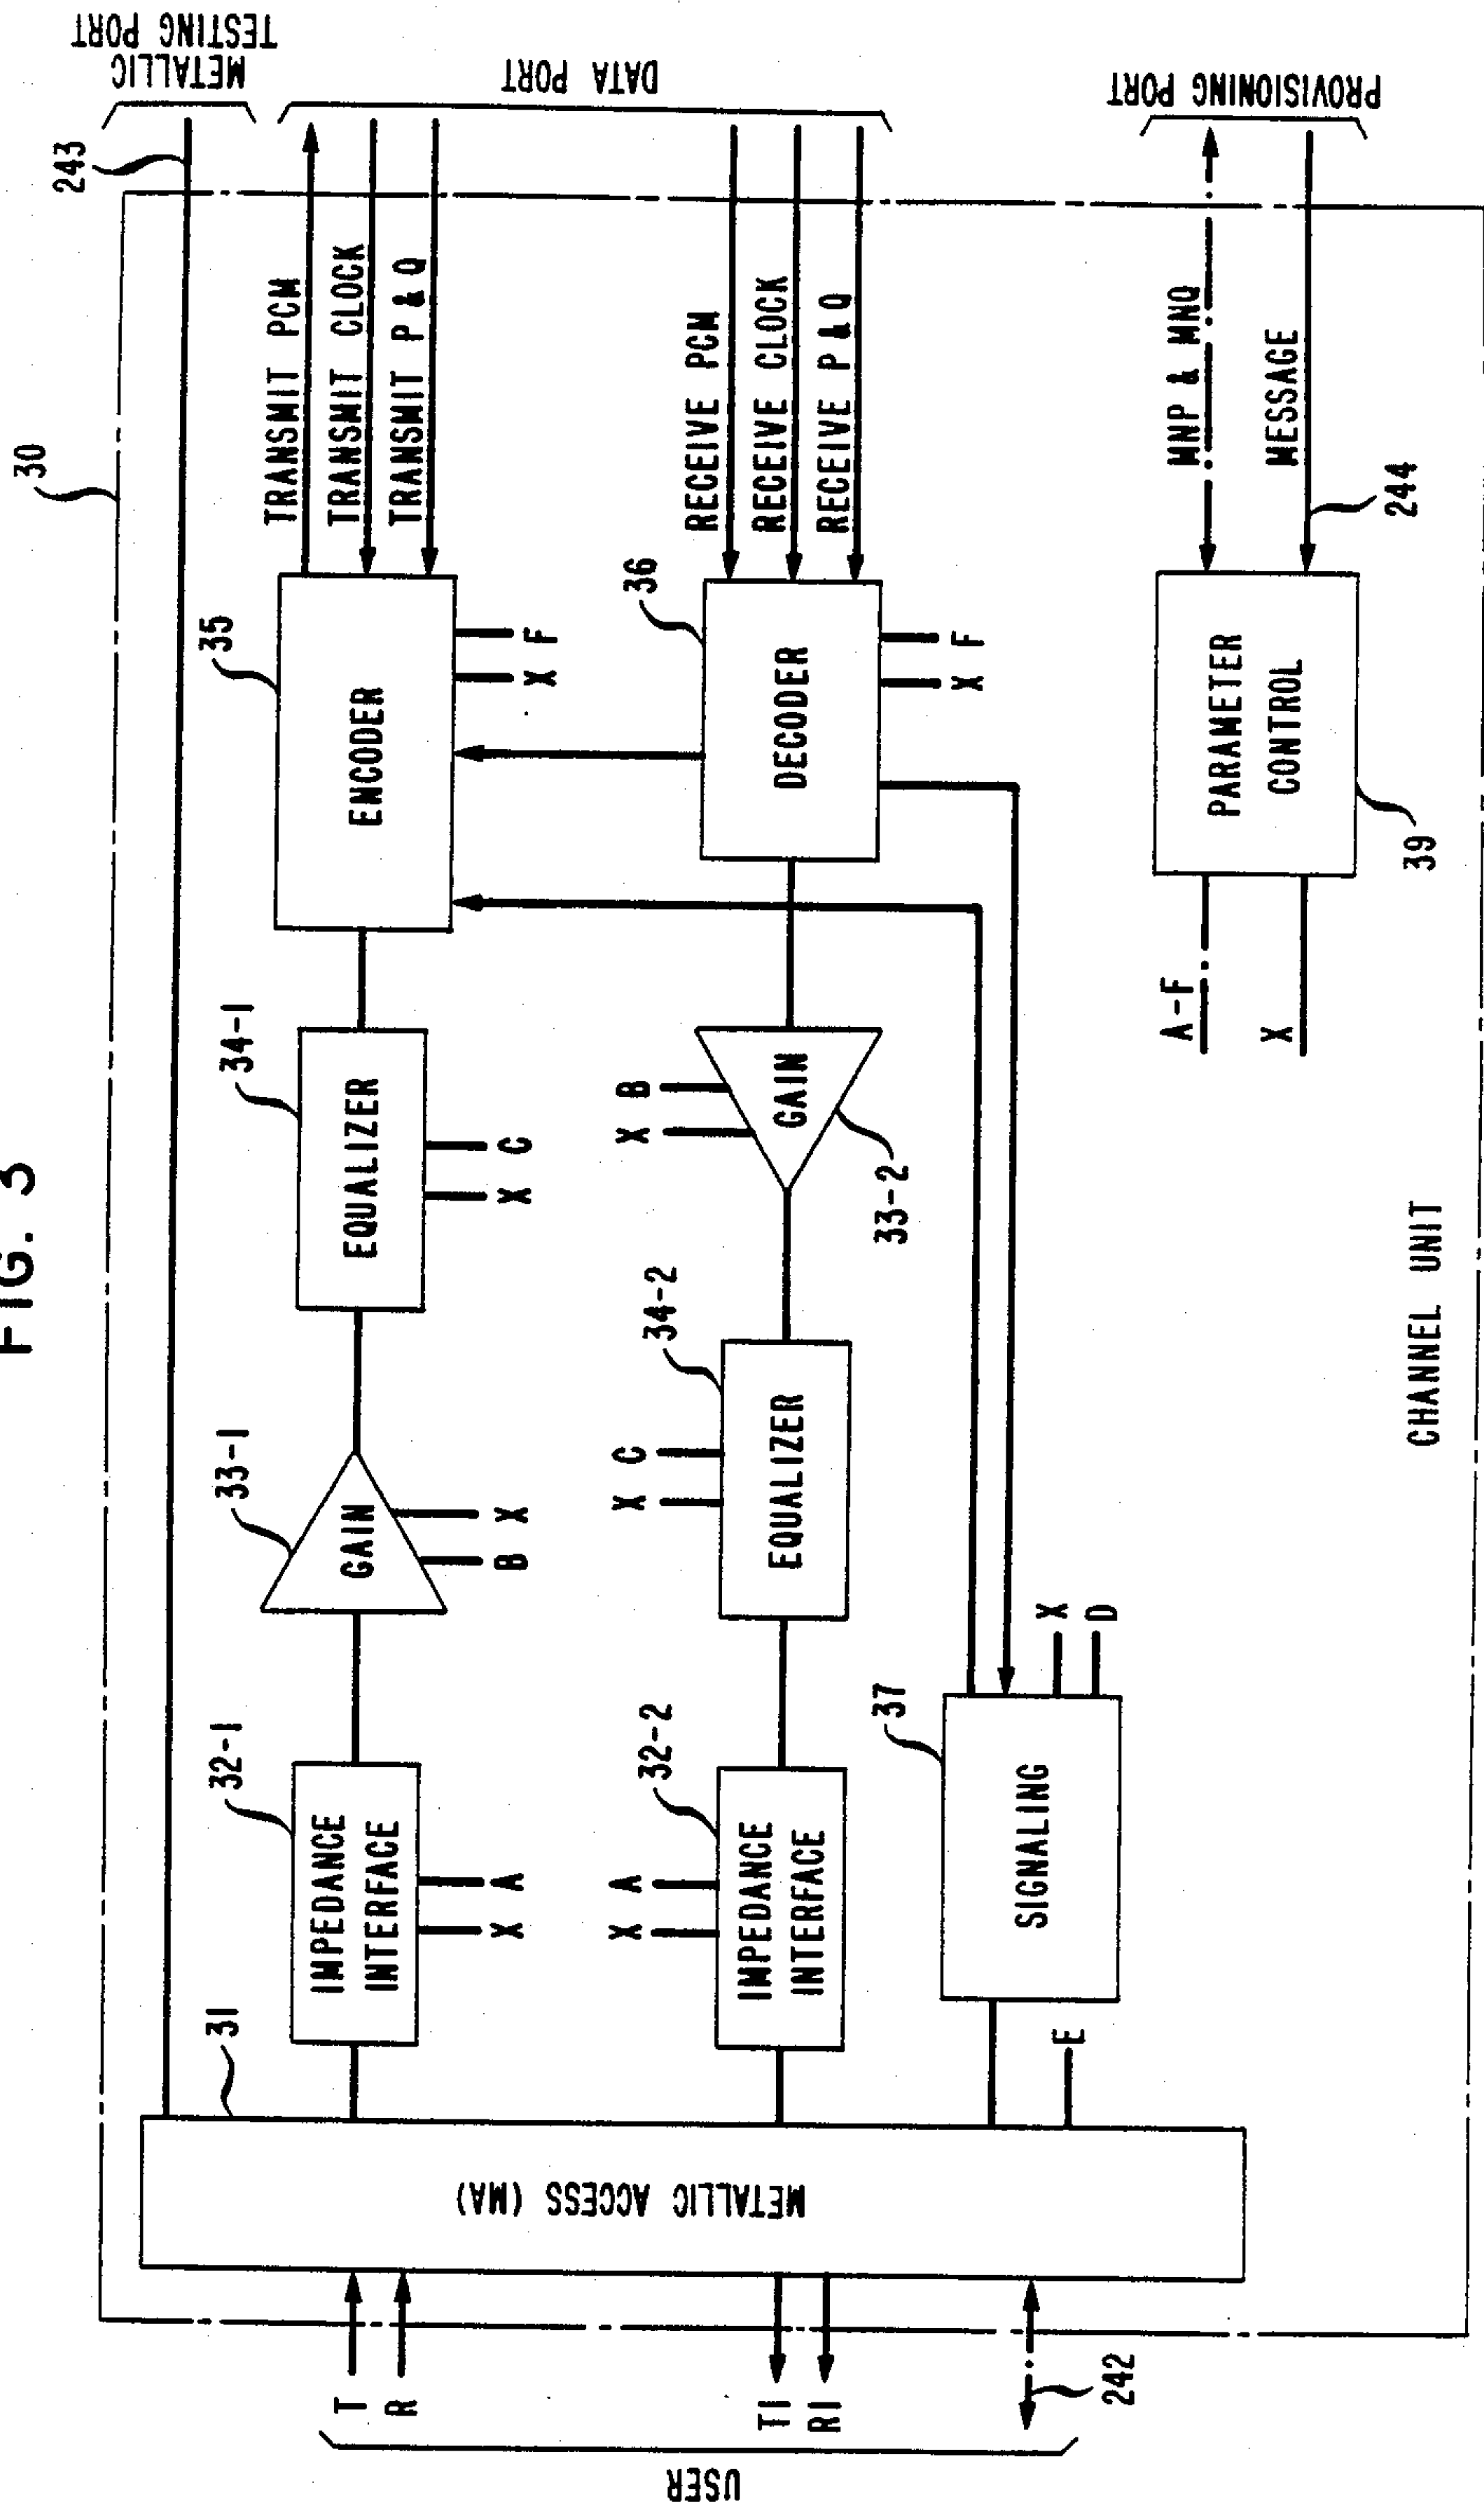 FIG. 3
30
243
METALLIC
TESTING PORT
DATA PORT
PROVISIONING PORT
USER
T
R
T1
R1
242
METALLIC ACCESS (MA)
31
E
IMPEDANCE
INTERFACE
32-1
X
A
GAIN
33-1
B
X
EQUALIZER
34-1
X
C
ENCODER
35
X
F
TRANSMIT PCM
TRANSMIT CLOCK
TRANSMIT P & Q
IMPEDANCE
INTERFACE
32-2
X
A
EQUALIZER
34-2
X
C
GAIN
33-2
X
B
DECODER
36
X
F
RECEIVE PCM
RECEIVE CLOCK
RECEIVE P & Q
SIGNALING
37
X
D
A-F
X
PARAMETER
CONTROL
39
MNP & MNQ
MESSAGE
244
CHANNEL UNIT